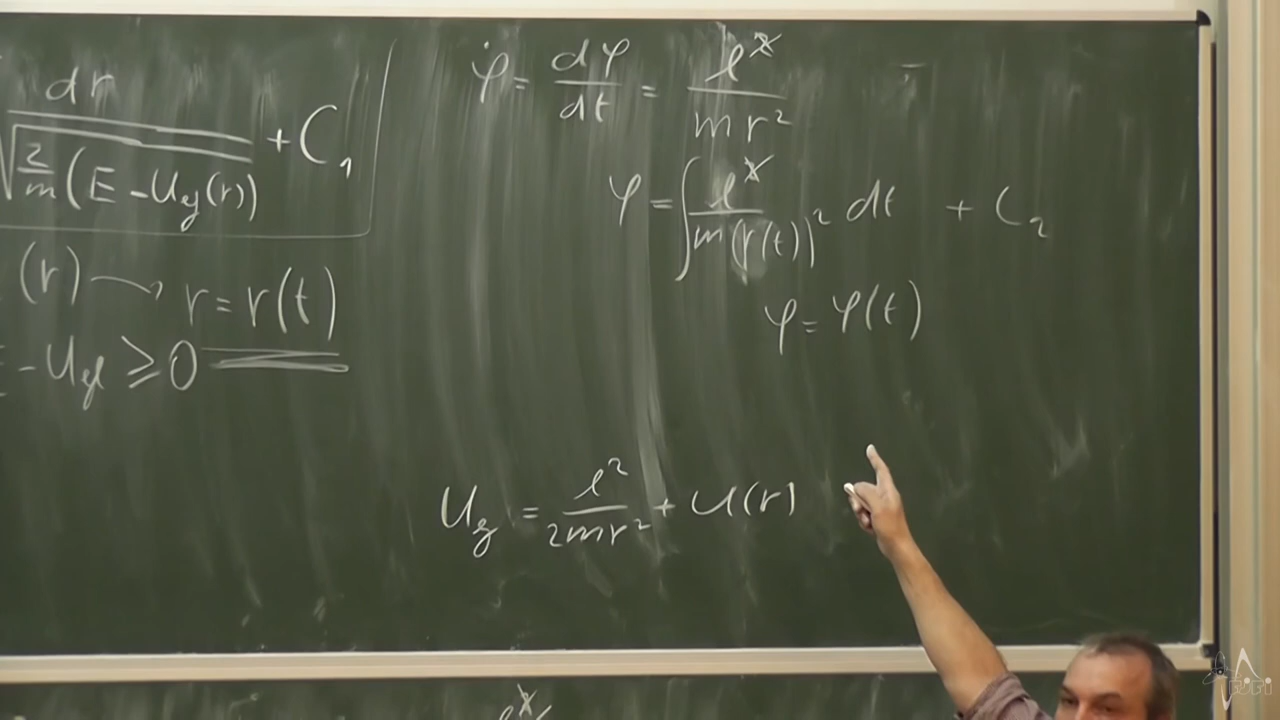 dr / √(2/m (E - U_ef(r))) + C₁
(r) → r = r(t)
- U_ef ⩾ 0
φ̇ = dφ/dt = l / mr²
φ = ∫ l / m(r(t))² dt + C₂
φ = φ(t)
U_ef = l² / 2mr² + U(r)